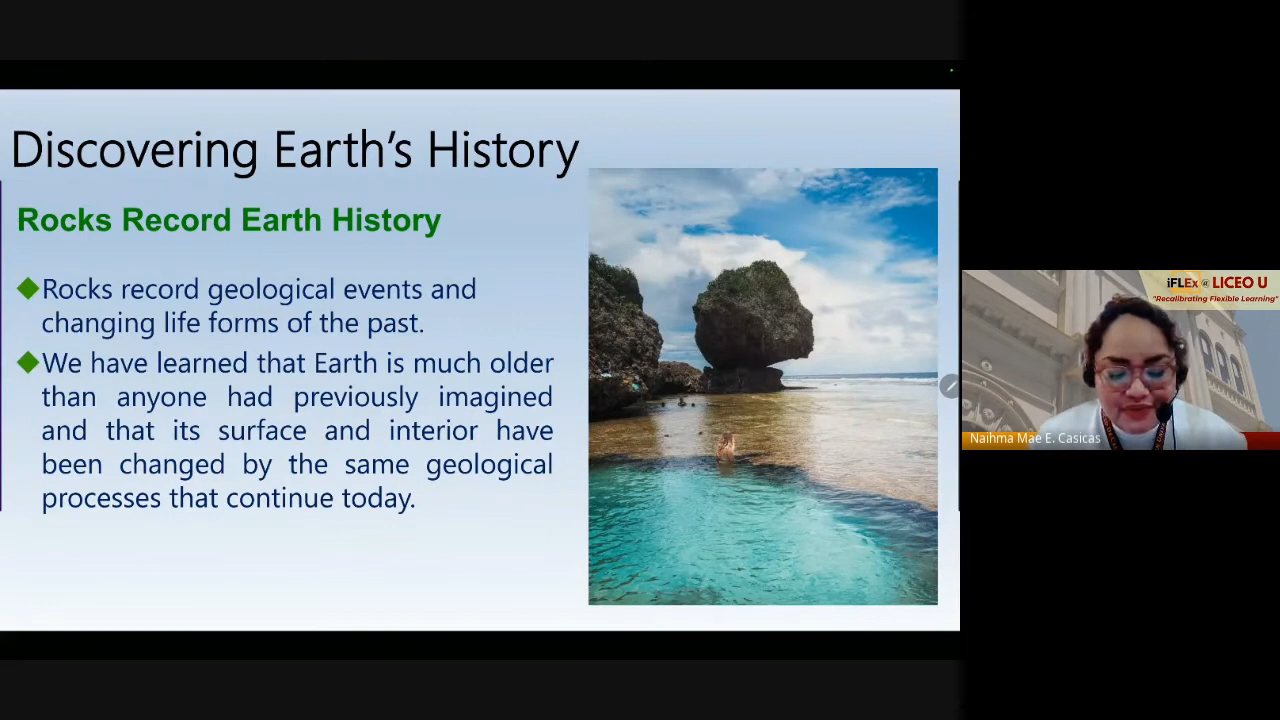 Discovering Earth's History
Rocks Record Earth History
Rocks record geological events and
changing life forms of the past.
We have learned that Earth is much older
than anyone had previously imagined
and that its surface and interior have
been changed by the same geological
processes that continue today.
iFLEx @ LICEO U
"Recalibrating Flexible Learning"
Naihma Mae E. Casicas